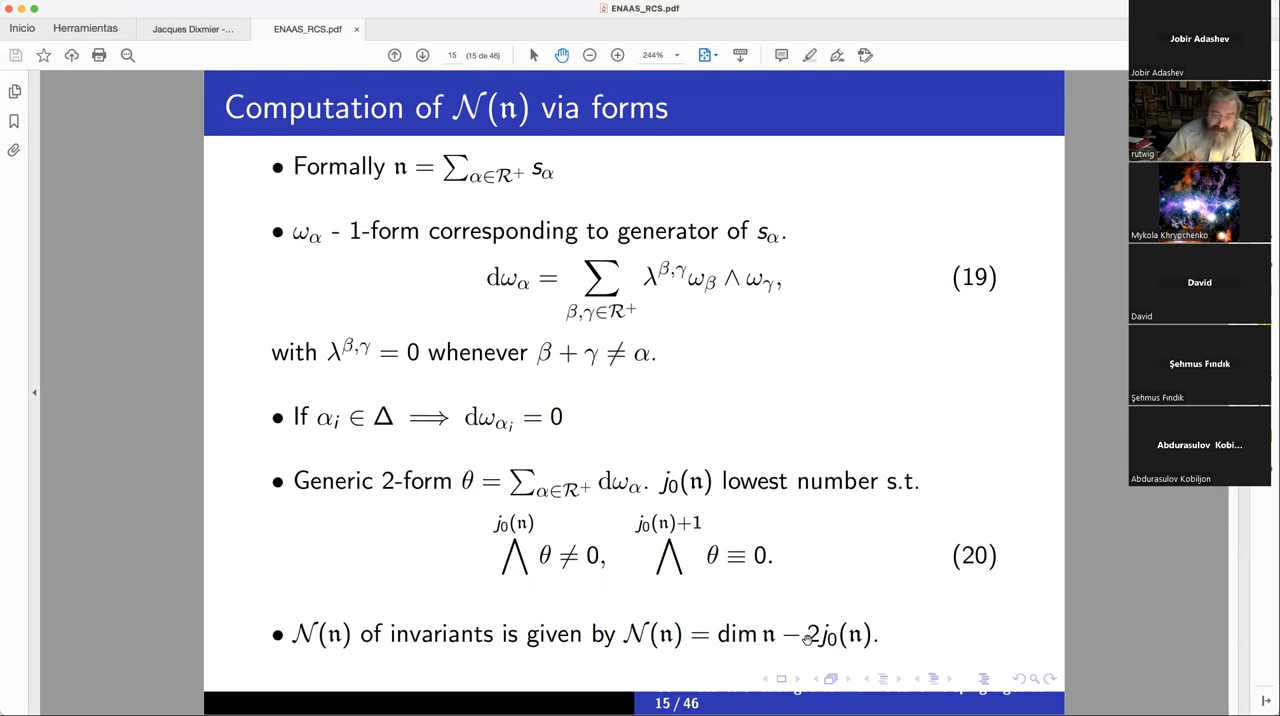 ENAAS_RCS.pdf
Inicio Herramientas Jacques Dixmier -... ENAAS_RCS.pdf ×
15 (15 de 46) 244%
Computation of 𝒩(𝔫) via forms
• Formally 𝔫 = ∑_{α∈ℛ⁺} s_α
• ω_α - 1-form corresponding to generator of s_α.
dω_α = ∑_{β,γ∈ℛ⁺} λ^{β,γ} ω_β ∧ ω_γ, (19)
with λ^{β,γ} = 0 whenever β + γ ≠ α.
• If α_i ∈ Δ ⟹ dω_{α_i} = 0
• Generic 2-form θ = ∑_{α∈ℛ⁺} dω_α. j₀(𝔫) lowest number s.t.
⋀^{j₀(𝔫)} θ ≠ 0, ⋀^{j₀(𝔫)+1} θ ≡ 0. (20)
• 𝒩(𝔫) of invariants is given by 𝒩(𝔫) = dim 𝔫 − 2j₀(𝔫).
15 / 46
Jobir Adashev
Jobir Adashev
rutwig
Mykola Khrypchenko
David
David
Şehmus Fındık
Şehmus Fındık
Abdurasulov Kobi...
Abdurasulov Kobiljon